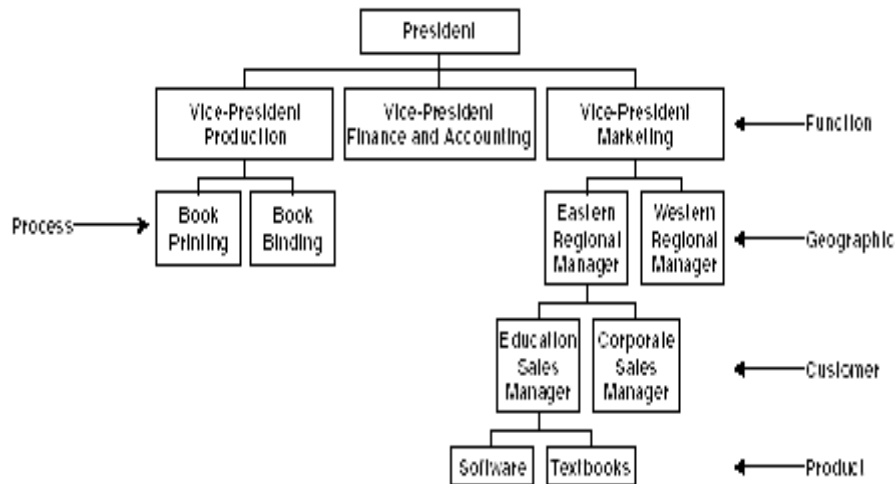 President
Vice-President
Production
Vice-President
Finance and Accounting
Vice-President
Marketing
Function
Process
Book
Printing
Book
Binding
Eastern
Regional
Manager
Western
Regional
Manager
Geographic
Education
Sales
Manager
Corporate
Sales
Manager
Customer
Software
Textbooks
Product